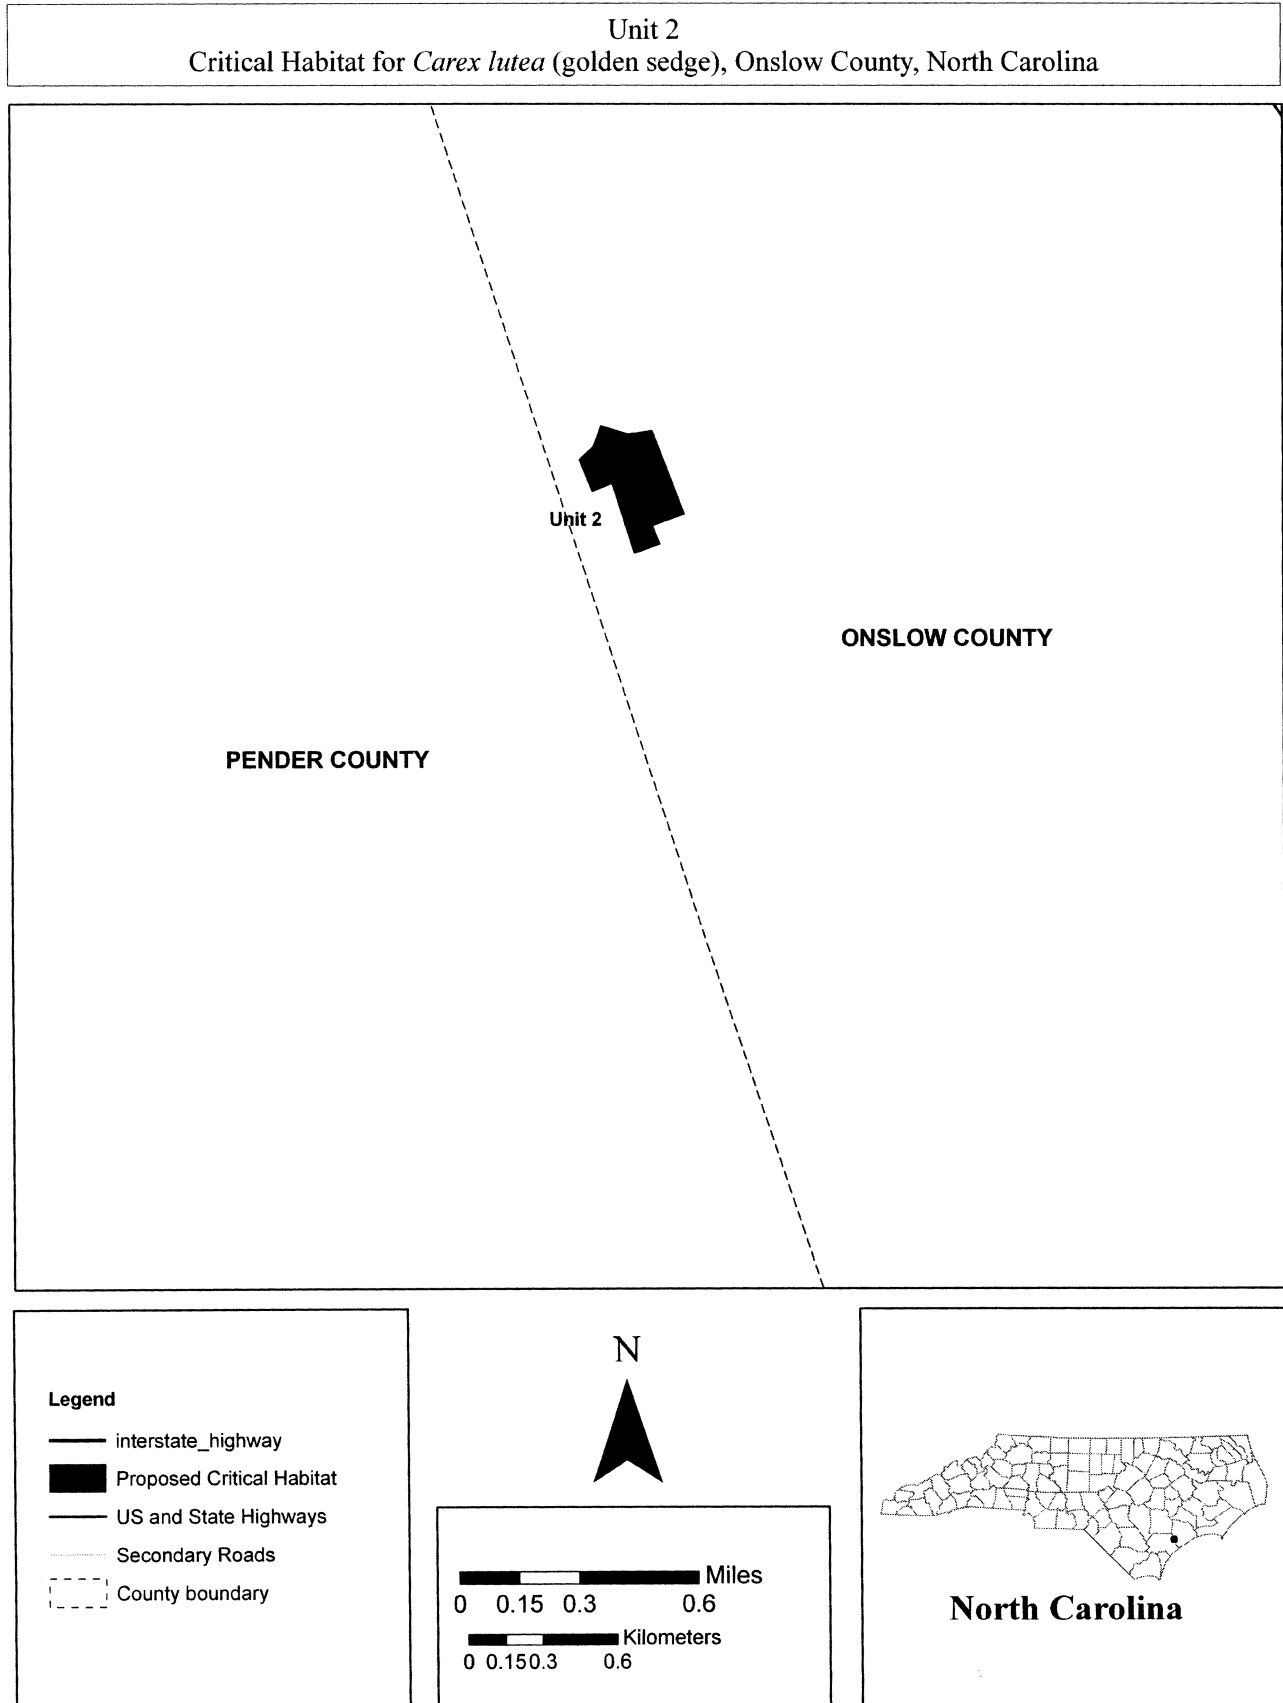 Unit 2
Critical Habitat for Carex lutea (golden sedge), Onslow County, North Carolina
Unit 2
ONSLOW COUNTY
PENDER COUNTY
Legend
interstate_highway
Proposed Critical Habitat
US and State Highways
Secondary Roads
County boundary
N
Miles
0 0.15 0.3 0.6
Kilometers
0 0.15 0.3 0.6
North Carolina